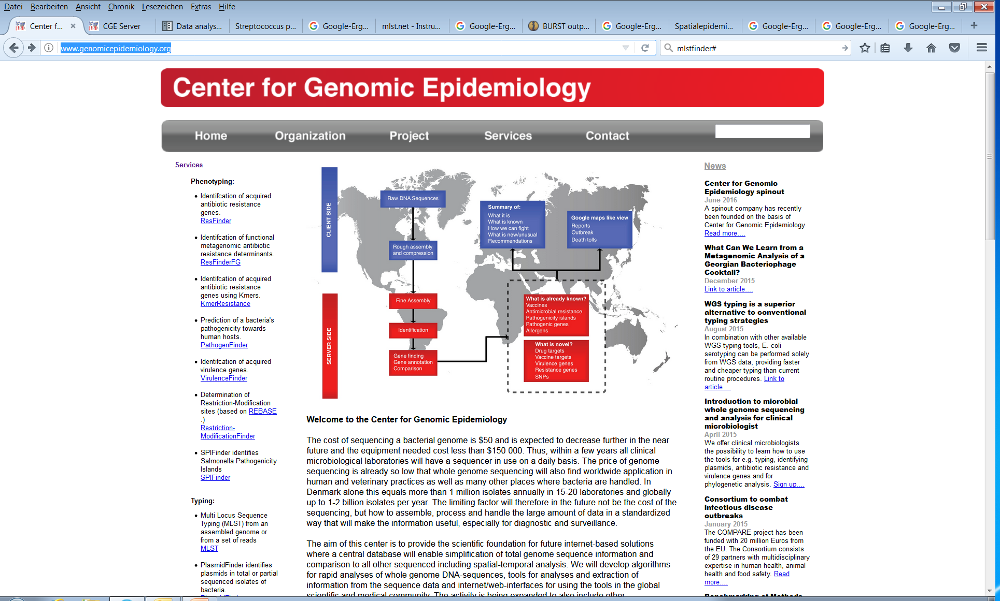 Datei Bearbeiten Ansicht Chronik Lesezeichen Extras Hilfe
Center f... CGE Server Data analys... Streptococcus p... Google-Erg... mlst.net - Instru... Google-Erg... BURST outp... Google-Erg... Spatialepidemi... Google-Erg... Google-Erg... Google-Erg...
www.genomicepidemiology.org mlstfinder#
Center for Genomic Epidemiology
Home Organization Project Services Contact
Services
Phenotyping:
Identifcation of acquired
antibiotic resistance
genes.
ResFinder
Identifcation of functional
metagenomic antibiotic
resistance determinants.
ResFinderFG
Identifcation of acquired
antibiotic resistance
genes using Kmers.
KmerResistance
Prediction of a bacteria's
pathogenicity towards
human hosts.
PathogenFinder
Identifcation of acquired
virulence genes.
VirulenceFinder
Determination of
Restriction-Modification
sites (based on REBASE
.)
Restriction-
ModificationFinder
SPIFinder identifies
Salmonella Pathogenicity
Islands
SPIFinder
Typing:
Multi Locus Sequence
Typing (MLST) from an
assembled genome or
from a set of reads
MLST
PlasmidFinder identifies
plasmids in total or partial
sequenced isolates of
bacteria.
PlasmidFinder
CLIENT SIDE
Raw DNA Sequences
Rough assembly
and compression
SERVER SIDE
Fine Assembly
Identification
Gene finding
Gene annotation
Comparison
Summary of:
What it is
What is known
How we can fight
What is new/unusual
Recommendations
Google maps like view
Reports
Outbreak
Death tolls
What is already known?
Vaccines
Antimicrobial resistance
Pathogenicity islands
Pathogenic genes
Allergens
What is novel?
Drug targets
Vaccine targets
Virulence genes
Resistance genes
SNPs
Welcome to the Center for Genomic Epidemiology
The cost of sequencing a bacterial genome is $50 and is expected to decrease further in the near
future and the equipment needed cost less than $150 000. Thus, within a few years all clinical
microbiological laboratories will have a sequencer in use on a daily basis. The price of genome
sequencing is already so low that whole genome sequencing will also find worldwide application in
human and veterinary practices as well as many other places where bacteria are handled. In
Denmark alone this equals more than 1 million isolates annually in 15-20 laboratories and globally
up to 1-2 billion isolates per year. The limiting factor will therefore in the future not be the cost of the
sequencing, but how to assemble, process and handle the large amount of data in a standardized
way that will make the information useful, especially for diagnostic and surveillance.
The aim of this center is to provide the scientific foundation for future internet-based solutions
where a central database will enable simplification of total genome sequence information and
comparison to all other sequenced including spatial-temporal analysis. We will develop algorithms
for rapid analyses of whole genome DNA-sequences, tools for analyses and extraction of
information from the sequence data and internet/web-interfaces for using the tools in the global
scientific and medical community. The activity is being expanded to also include other
News
Center for Genomic
Epidemiology spinout
June 2016
A spinout company has recently
been founded on the basis of
Center for Genomic Epidemiology.
Read more....
What Can We Learn from a
Metagenomic Analysis of a
Georgian Bacteriophage
Cocktail?
December 2015
Link to article....
WGS typing is a superior
alternative to conventional
typing strategies
August 2015
In combination with other available
WGS typing tools, E. coli
serotyping can be performed solely
from WGS data, providing faster
and cheaper typing than current
routine procedures. Link to
article....
Introduction to microbial
whole genome sequencing
and analysis for clinical
microbiologist
April 2015
We offer clinical microbiologists
the possibility to learn how to use
the tools for e.g. typing, identifying
plasmids, antibiotic resistance and
virulence genes and for
phylogenetic analysis. Sign up....
Consortium to combat
infectious disease
outbreaks
January 2015
The COMPARE project has been
funded with 20 million Euros from
the EU. The Consortium consists
of 29 partners with multidisciplinary
expertise in human health, animal
health and food safety. Read
more....
Benchmarking of Methods